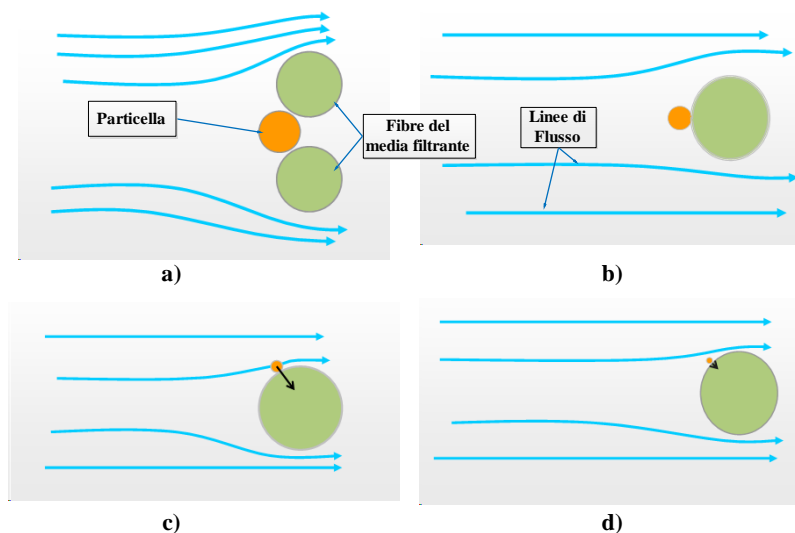 Particella
Fibre del
media filtrante
a)
Linee di
Flusso
b)
c)
d)